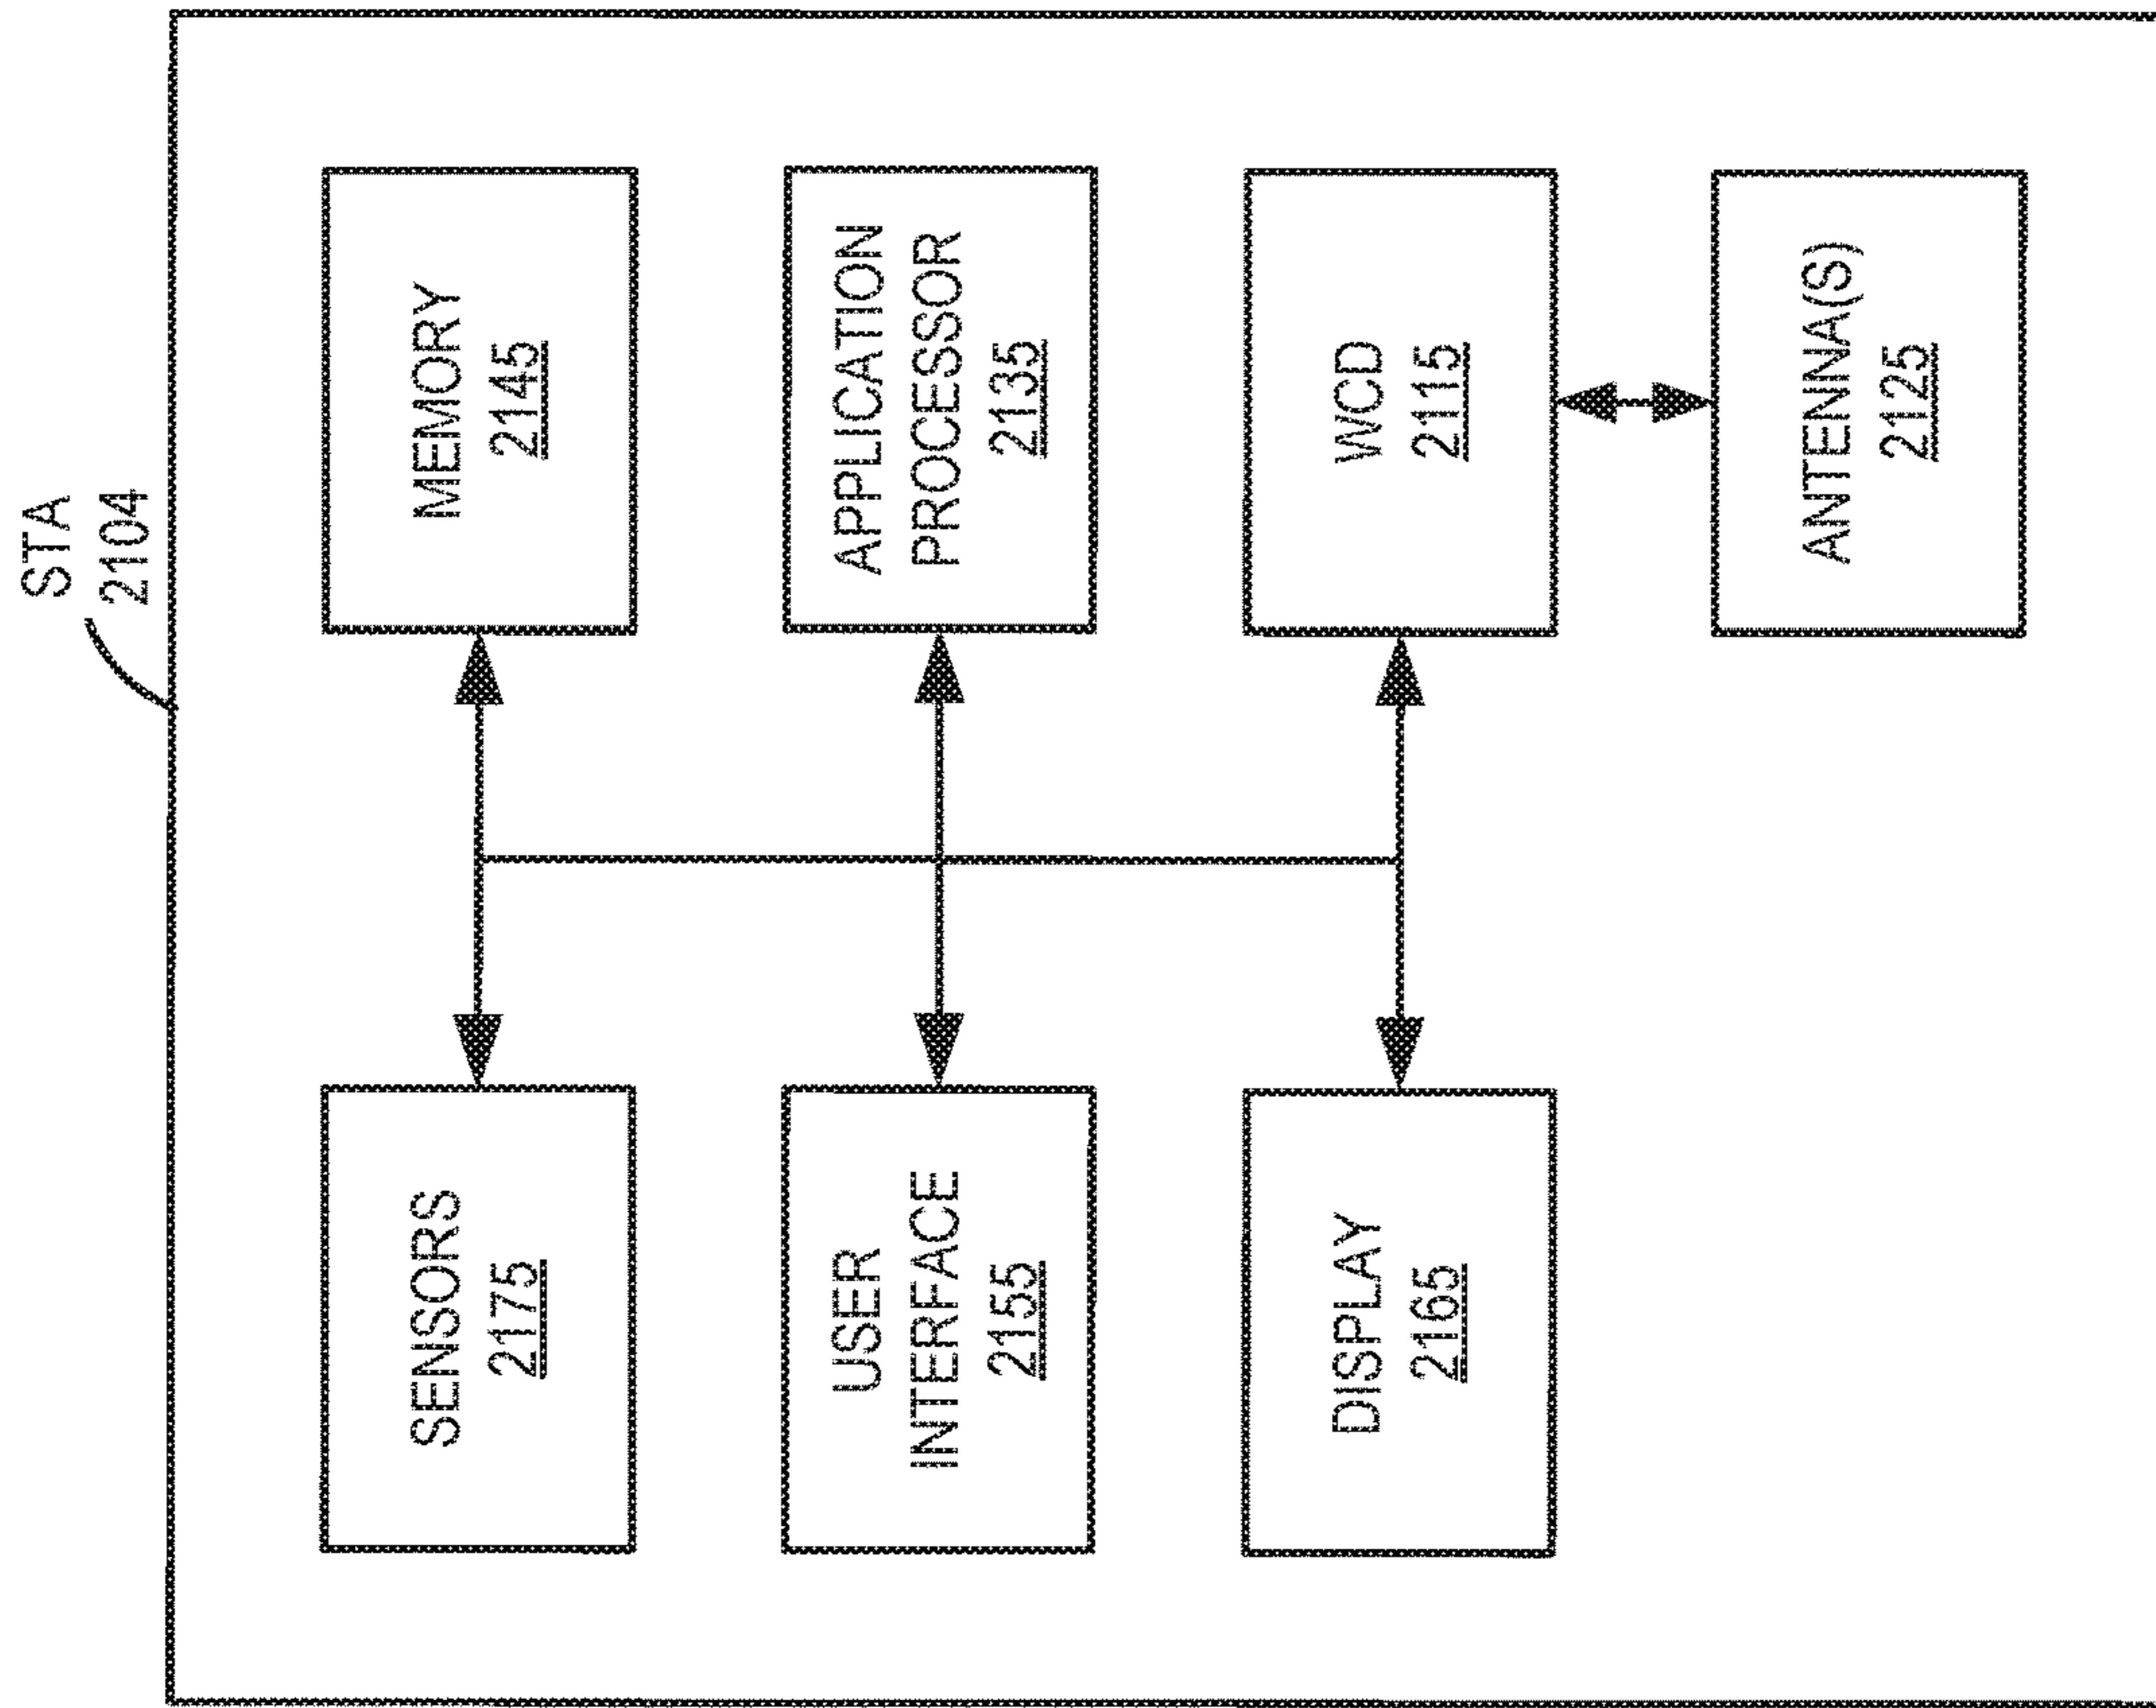 STA
2104
SENSORS
2175
MEMORY
2145
USER
INTERFACE
2155
APPLICATION
PROCESSOR
2135
DISPLAY
2165
WCD
2115
ANTENNA(S)
2125